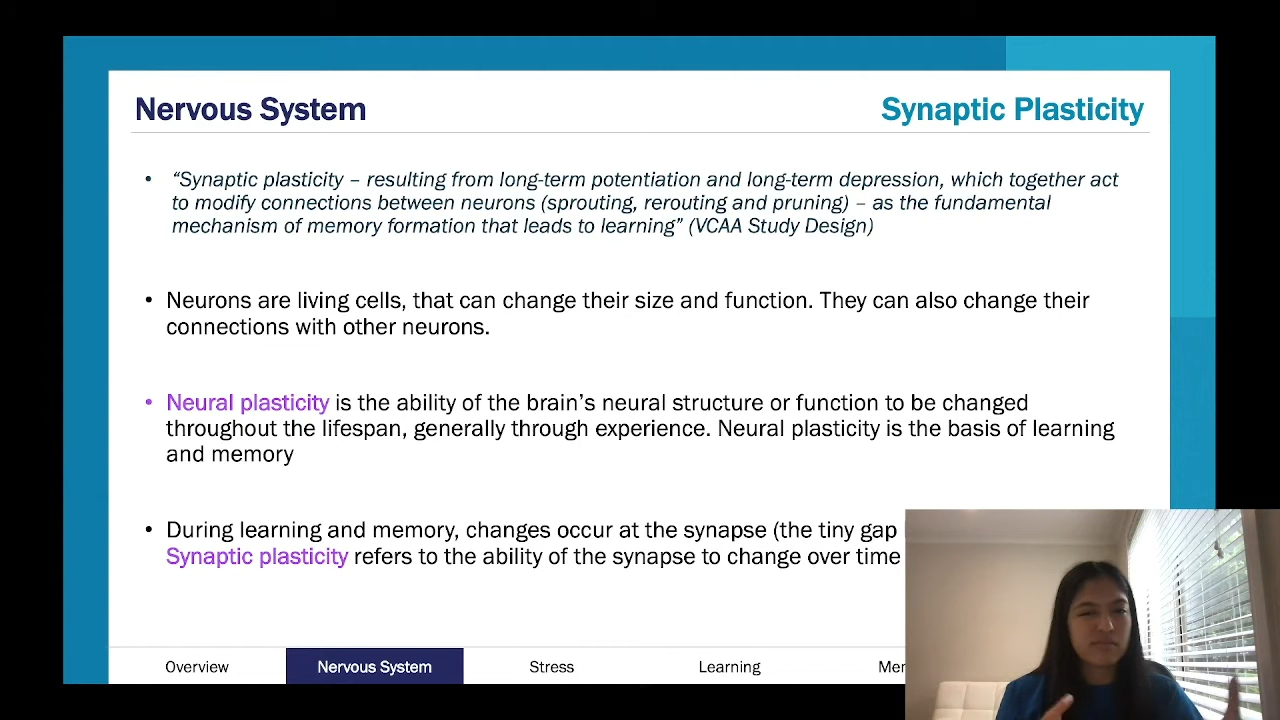 Nervous System
Synaptic Plasticity
• “Synaptic plasticity – resulting from long-term potentiation and long-term depression, which together act
to modify connections between neurons (sprouting, rerouting and pruning) – as the fundamental
mechanism of memory formation that leads to learning” (VCAA Study Design)
• Neurons are living cells, that can change their size and function. They can also change their
connections with other neurons.
• Neural plasticity is the ability of the brain’s neural structure or function to be changed
throughout the lifespan, generally through experience. Neural plasticity is the basis of learning
and memory
• During learning and memory, changes occur at the synapse (the tiny gap
Synaptic plasticity refers to the ability of the synapse to change over time
Overview
Nervous System
Stress
Learning